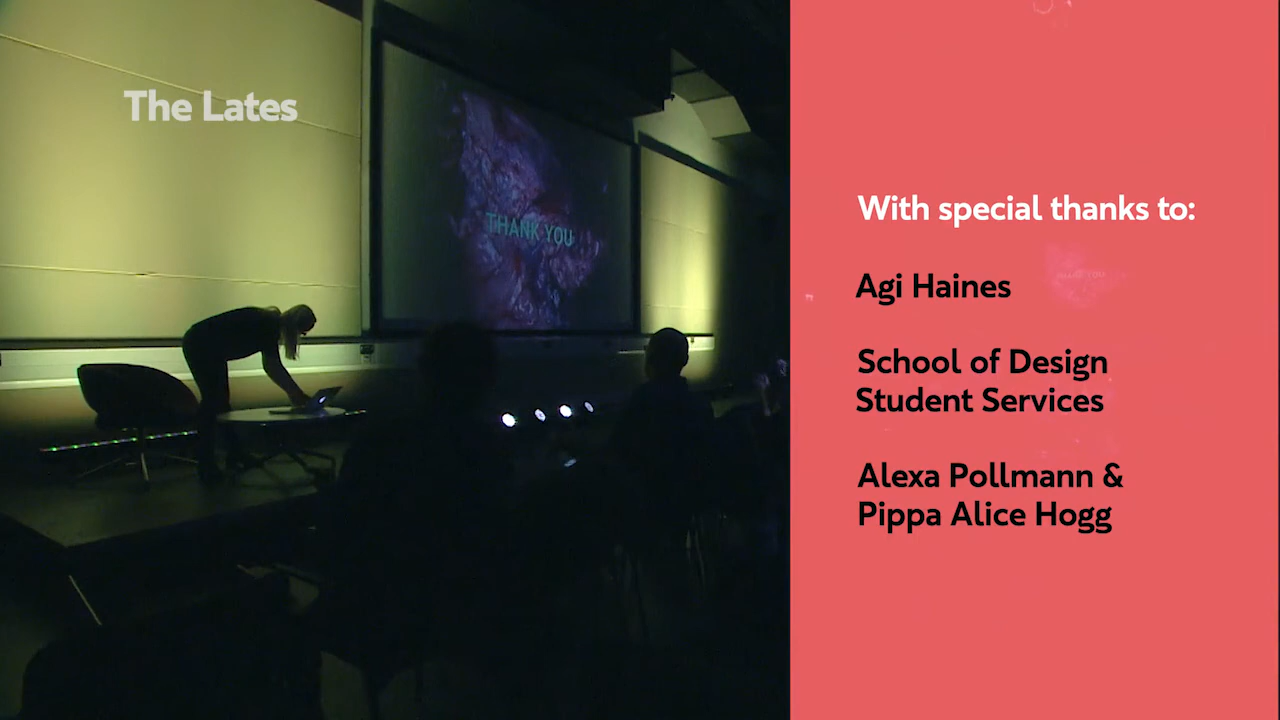 The Lates
THANK YOU
With special thanks to:
Agi Haines
School of Design
Student Services
Alexa Pollmann &
Pippa Alice Hogg